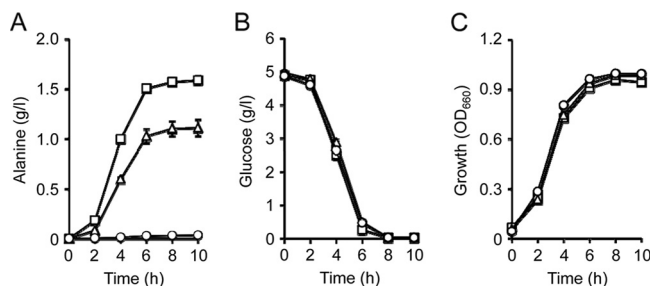 A
B
C
Alanine (g/l)
2.0
1.5
1.0
0.5
0
0 2 4 6 8 10
Time (h)
Glucose (g/l)
6
5
4
3
2
1
0
0 2 4 6 8 10
Time (h)
Growth (OD660)
1.2
0.9
0.6
0.3
0
0 2 4 6 8 10
Time (h)